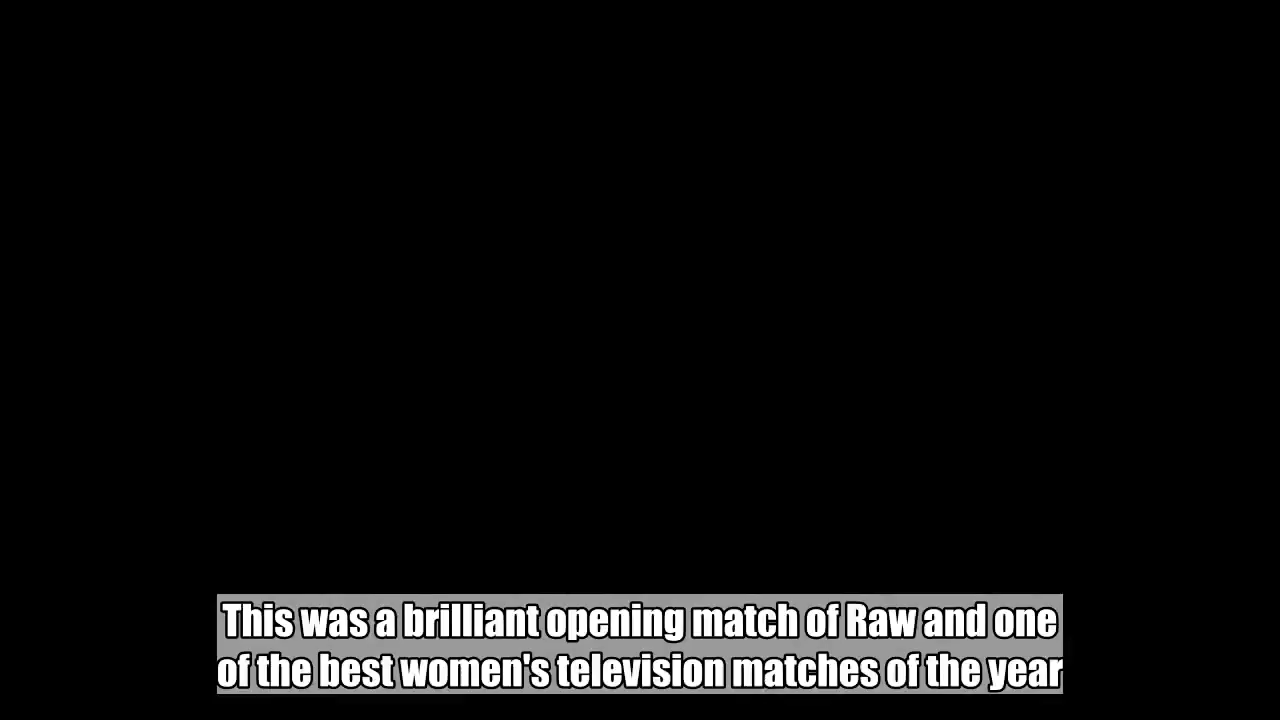 This was a brilliant opening match of Raw and one
of the best women's television matches of the year